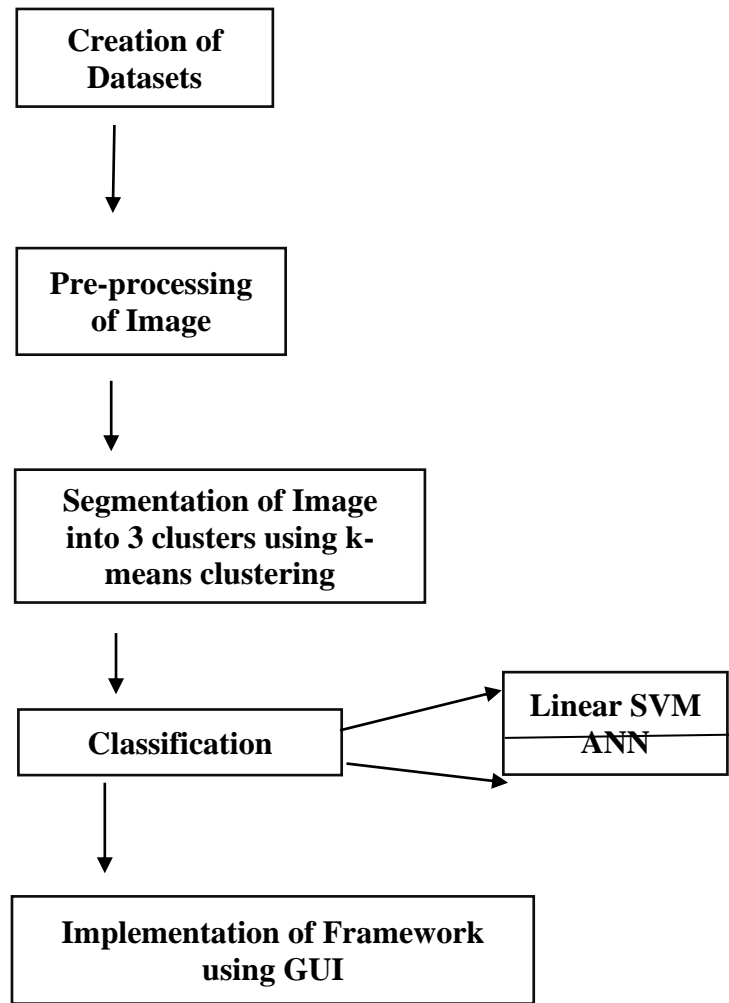 Creation of
Datasets
Pre-processing
of Image
Segmentation of Image
into 3 clusters using k-
means clustering
Classification
Linear SVM
ANN
Implementation of Framework
using GUI